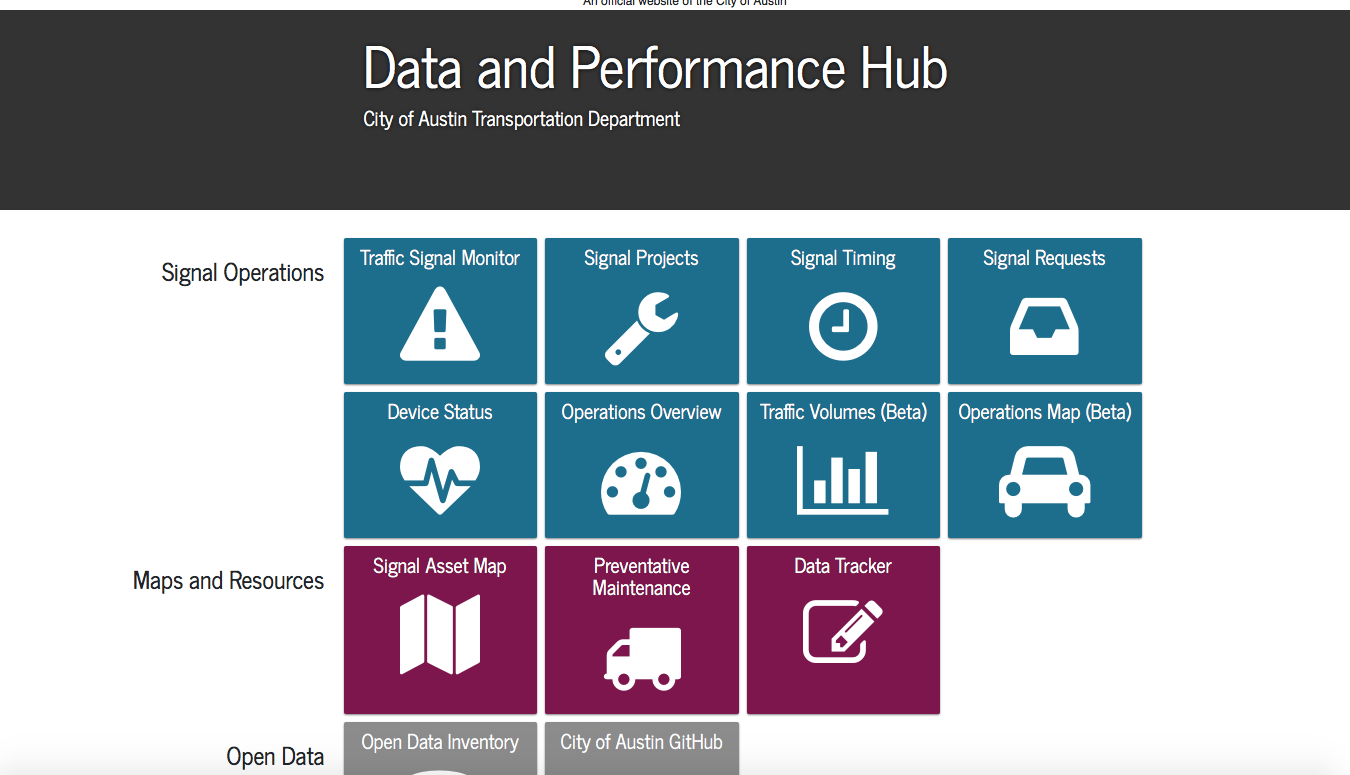 An official website of the City of Austin
Data and Performance Hub
City of Austin Transportation Department
Signal Operations
Traffic Signal Monitor
Signal Projects
Signal Timing
Signal Requests
Device Status
Operations Overview
Traffic Volumes (Beta)
Operations Map (Beta)
Maps and Resources
Signal Asset Map
Preventative
Maintenance
Data Tracker
Open Data
Open Data Inventory
City of Austin GitHub